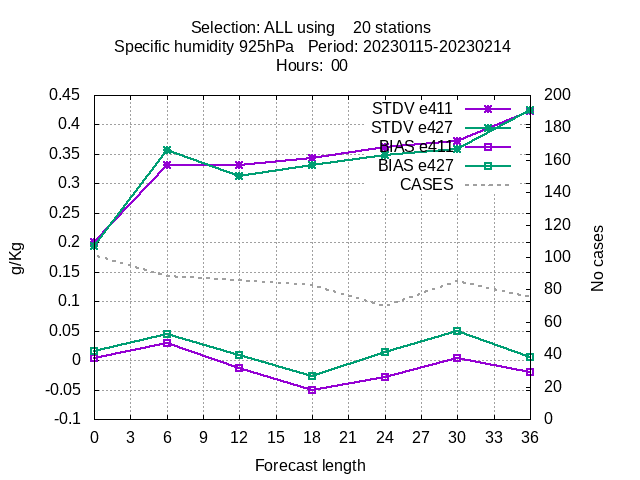 Selection: ALL using    20 stations
Specific humidity 925hPa   Period: 20230115-20230214
Hours:  00
0.45
0.4
0.35
0.3
0.25
0.2
0.15
0.1
0.05
0
-0.05
-0.1
g/Kg
STDV e411
STDV e427
BIAS e411
BIAS e427
CASES
200
180
160
140
120
100
80
60
40
20
0
No cases
0 3 6 9 12 15 18 21 24 27 30 33 36
Forecast length